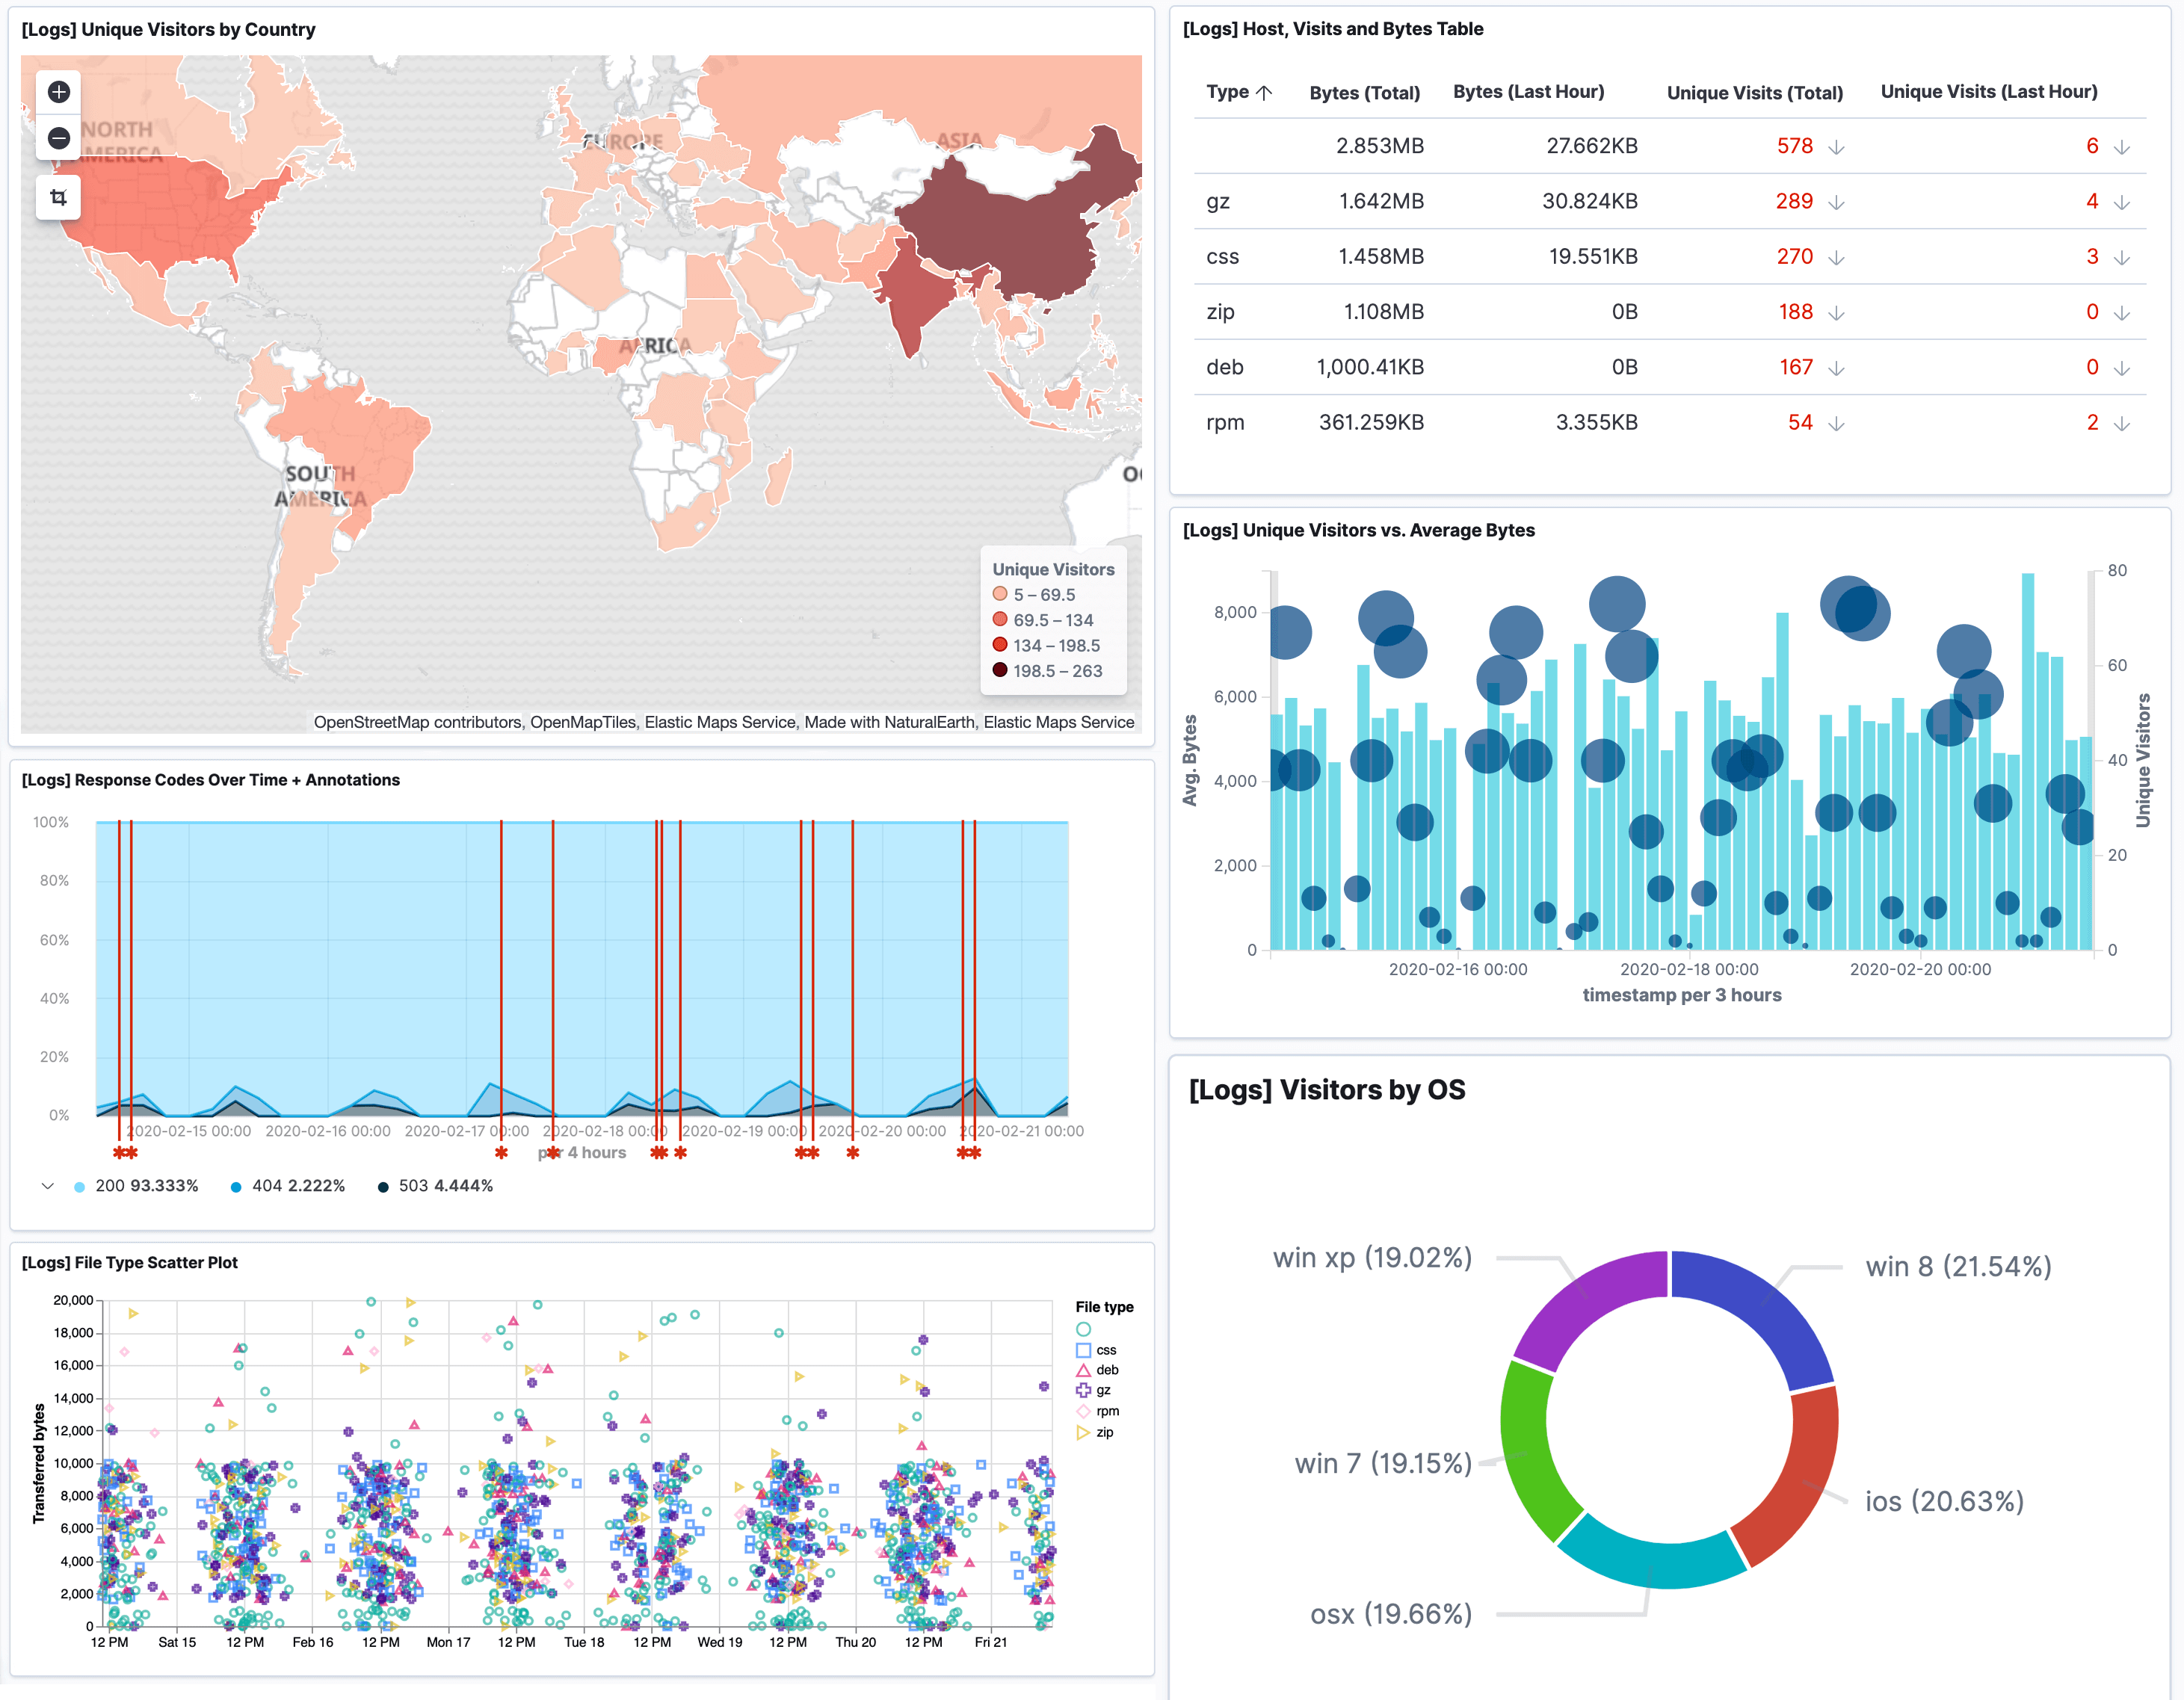 [Logs] Unique Visitors by Country
NORTH
AMERICA
EUROPE
ASIA
AFRICA
SOUTH
AMERICA
Unique Visitors
5 – 69.5
69.5 – 134
134 – 198.5
198.5 – 263
OpenStreetMap contributors, OpenMapTiles, Elastic Maps Service, Made with NaturalEarth, Elastic Maps Service
[Logs] Host, Visits and Bytes Table
Type Bytes (Total) Bytes (Last Hour) Unique Visits (Total) Unique Visits (Last Hour)
2.853MB 27.662KB 578 6
gz 1.642MB 30.824KB 289 4
css 1.458MB 19.551KB 270 3
zip 1.108MB 0B 188 0
deb 1,000.41KB 0B 167 0
rpm 361.259KB 3.355KB 54 2
[Logs] Unique Visitors vs. Average Bytes
Avg. Bytes
8,000
6,000
4,000
2,000
0
80
60
40
20
0
Unique Visitors
2020-02-16 00:00 2020-02-18 00:00 2020-02-20 00:00
timestamp per 3 hours
[Logs] Response Codes Over Time + Annotations
100%
80%
60%
40%
20%
0%
2020-02-15 00:00 2020-02-16 00:00 2020-02-17 00:00 2020-02-18 00:00 2020-02-19 00:00 2020-02-20 00:00 2020-02-21 00:00
per 4 hours
200 93.333% 404 2.222% 503 4.444%
[Logs] File Type Scatter Plot
Transferred bytes
20,000
18,000
16,000
14,000
12,000
10,000
8,000
6,000
4,000
2,000
0
12 PM Sat 15 12 PM Feb 16 12 PM Mon 17 12 PM Tue 18 12 PM Wed 19 12 PM Thu 20 12 PM Fri 21
File type
css
deb
gz
rpm
zip
[Logs] Visitors by OS
win xp (19.02%)
win 8 (21.54%)
win 7 (19.15%)
ios (20.63%)
osx (19.66%)